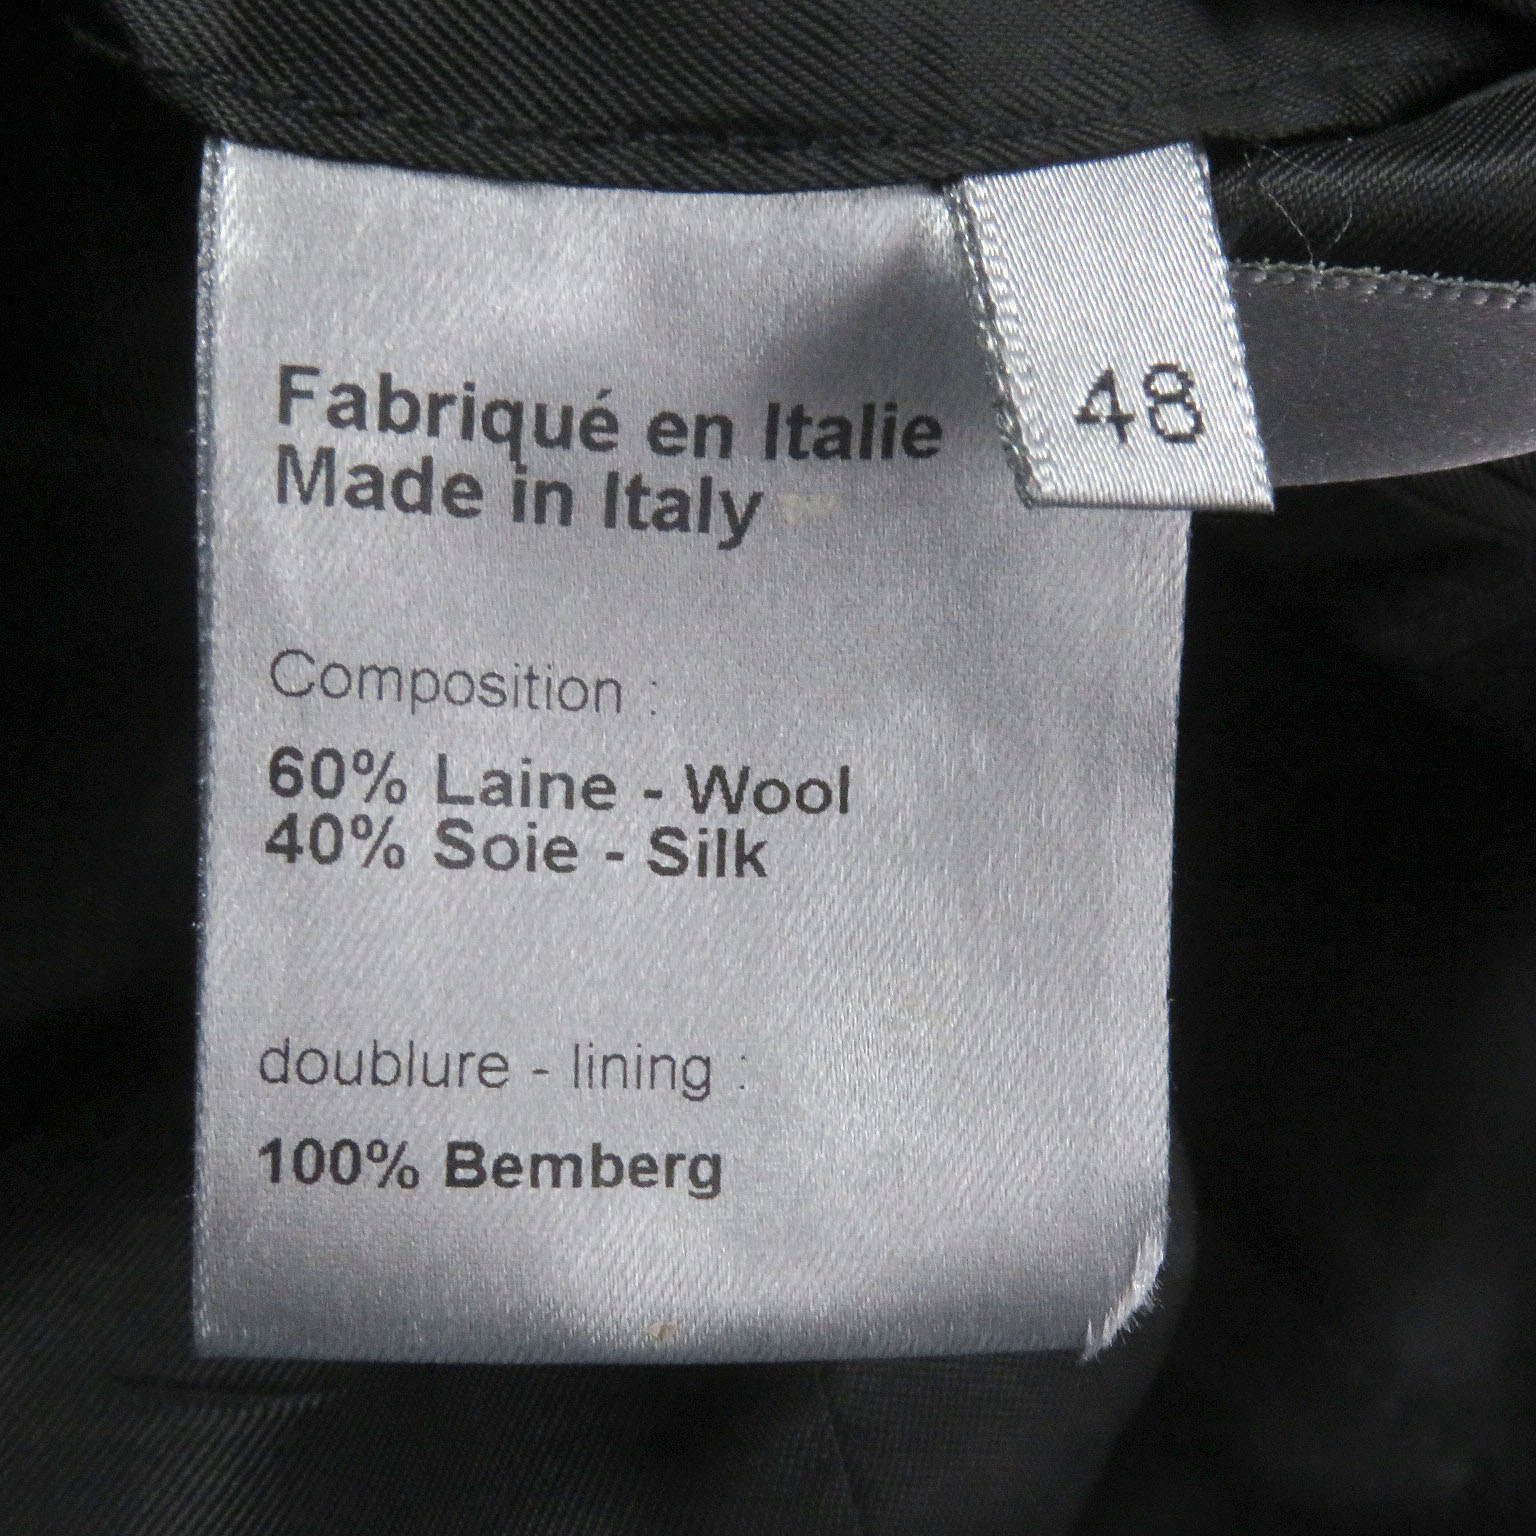 Fabriqué en Italie
Made in Italy
48
Composition :
60% Laine - Wool
40% Soie - Silk
doublure - lining :
100% Bemberg